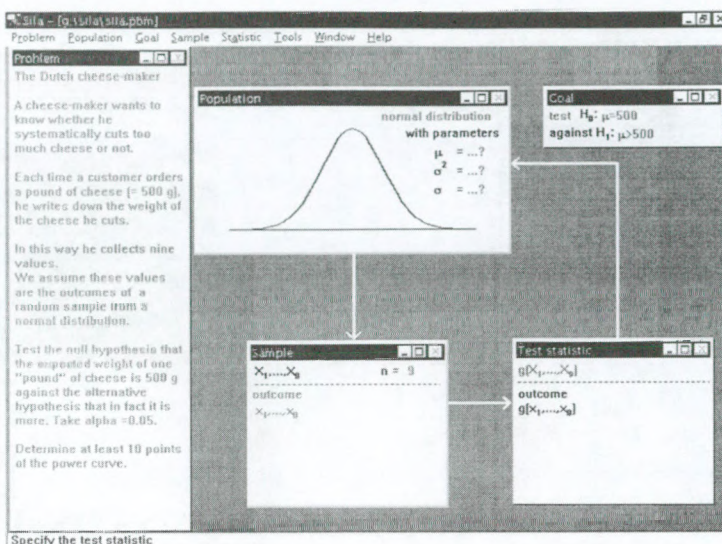 Sila - [g:\sila\sila.pbm]
Problem Population Goal Sample Statistic Tools Window Help
Problem
The Dutch cheese-maker
A cheese-maker wants to
know whether he
systematically cuts too
much cheese or not.
Each time a customer orders
a pound of cheese [= 500 g],
he writes down the weight of
the cheese he cuts.
In this way he collects nine
values.
We assume these values
are the outcomes of a
random sample from a
normal distribution.
Test the null hypothesis that
the expected weight of one
"pound" of cheese is 500 g
against the alternative
hypothesis that in fact it is
more. Take alpha =0.05.
Determine at least 10 points
of the power curve.
Population
normal distribution
with parameters
μ = ...?
σ² = ...?
σ = ...?
Goal
test H₀: μ=500
against H₁: μ>500
Sample
X₁,...,X₉ n = 9
outcome
x₁,...,x₉
Test statistic
g[X₁,...,X₉]
outcome
g[x₁,...,x₉]
Specify the test statistic